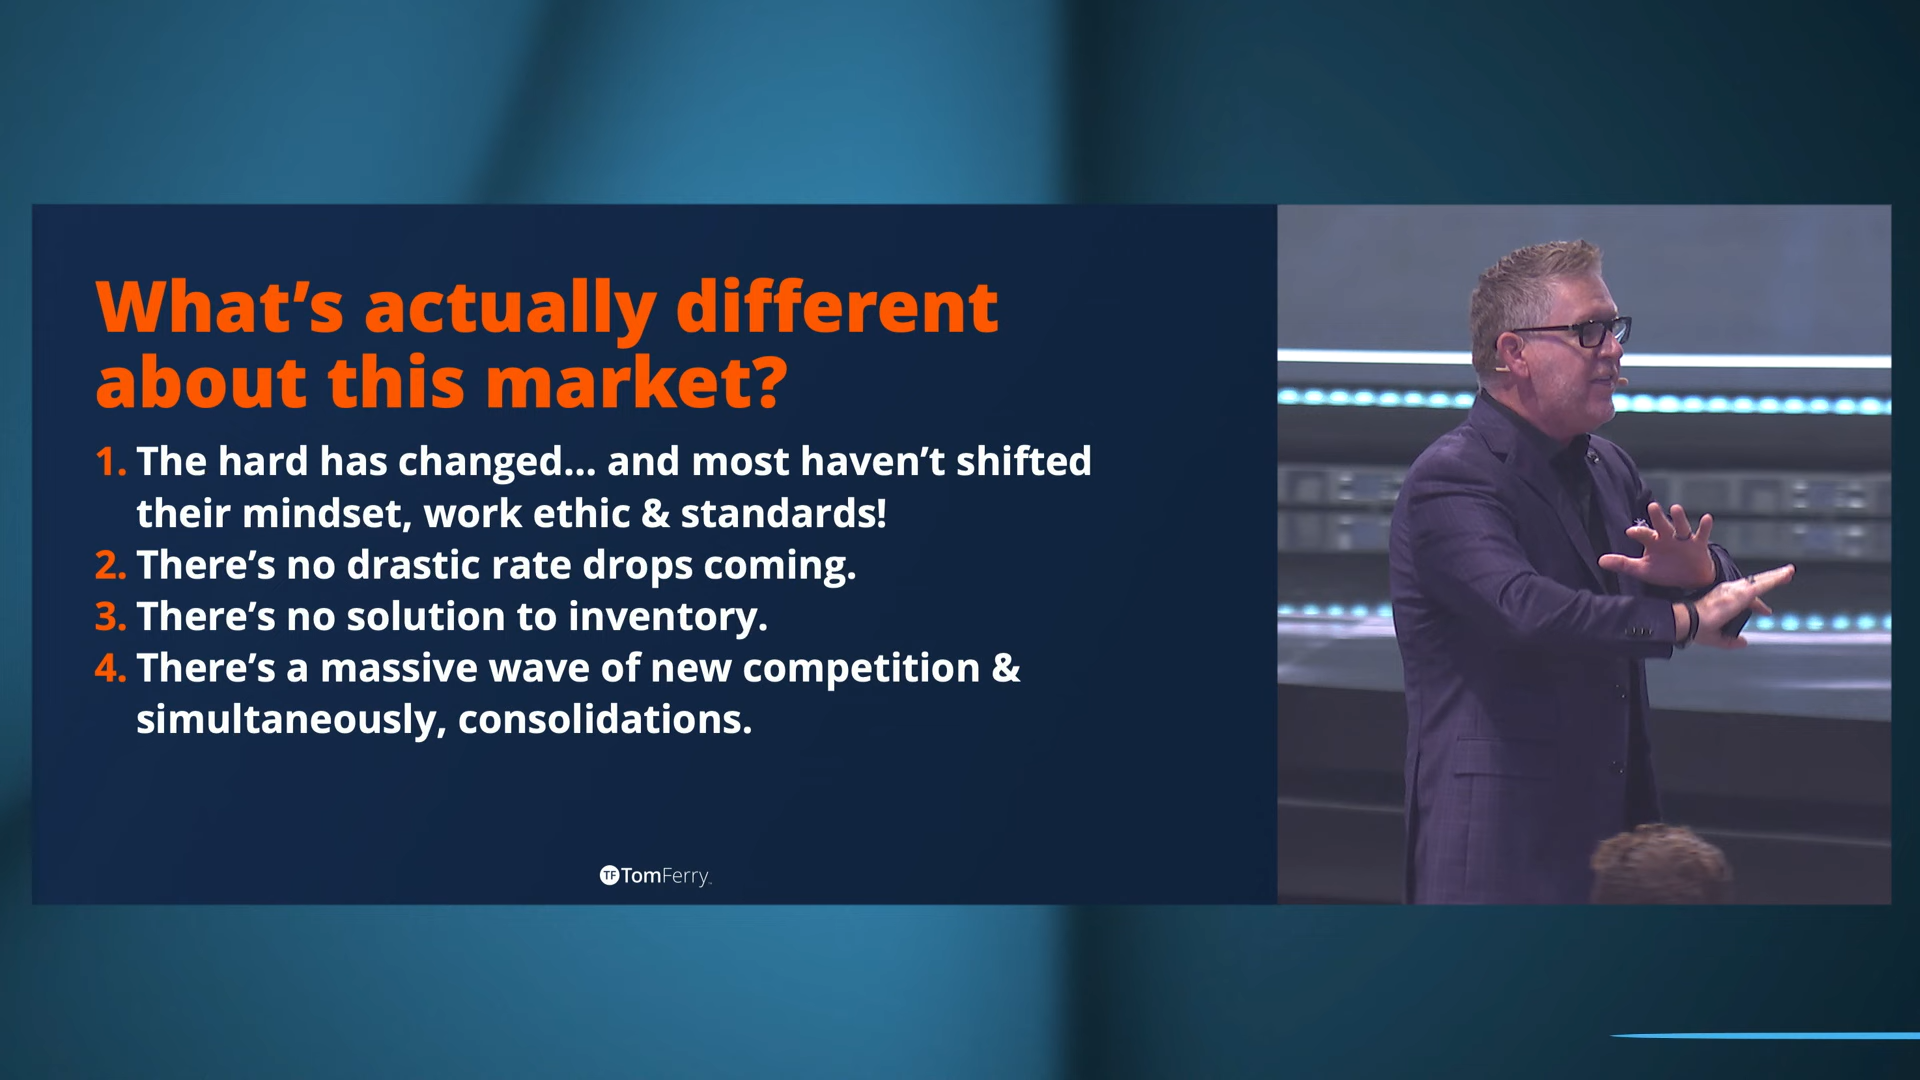 What’s actually different
about this market?
1. The hard has changed... and most haven’t shifted
their mindset, work ethic & standards!
2. There’s no drastic rate drops coming.
3. There’s no solution to inventory.
4. There’s a massive wave of new competition &
simultaneously, consolidations.
TF TomFerry